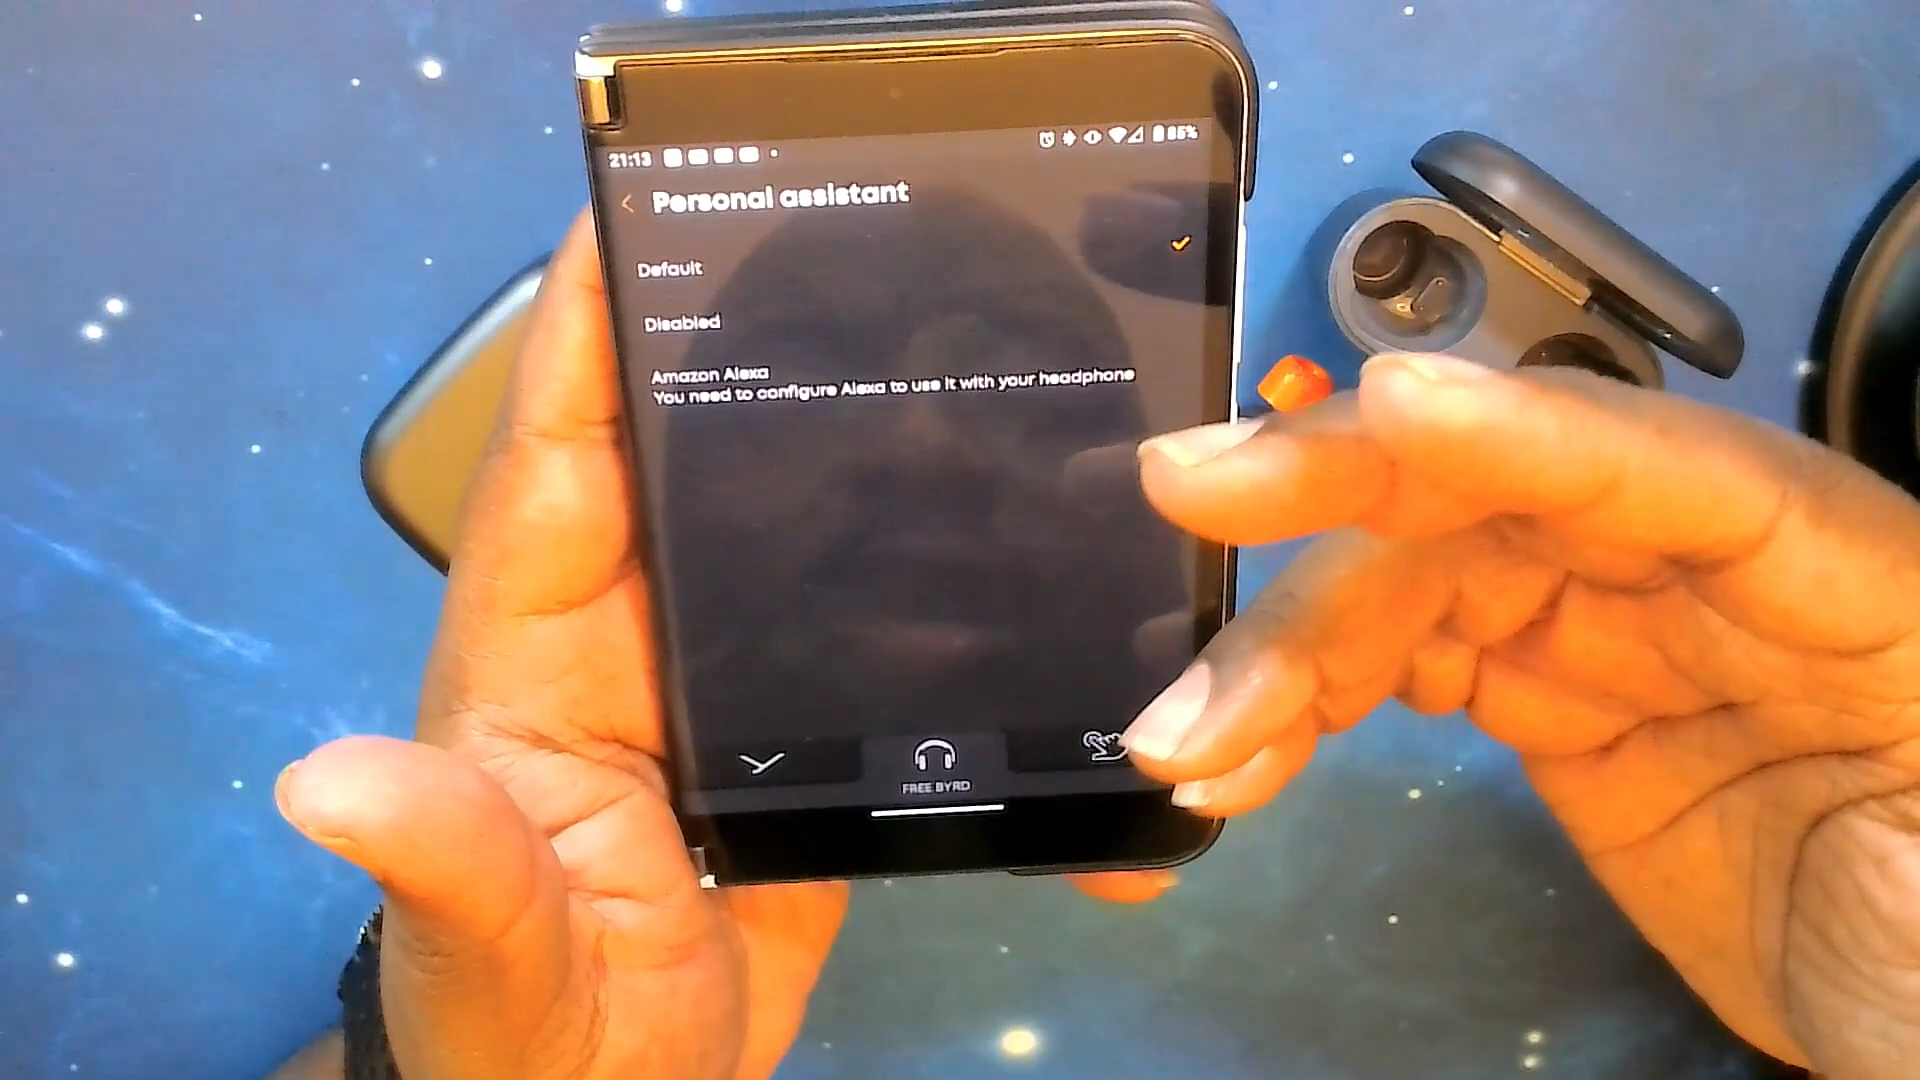 21:13
85%
Personal assistant
Default
Disabled
Amazon Alexa
You need to configure Alexa to use it with your headphone
FREE BYRD